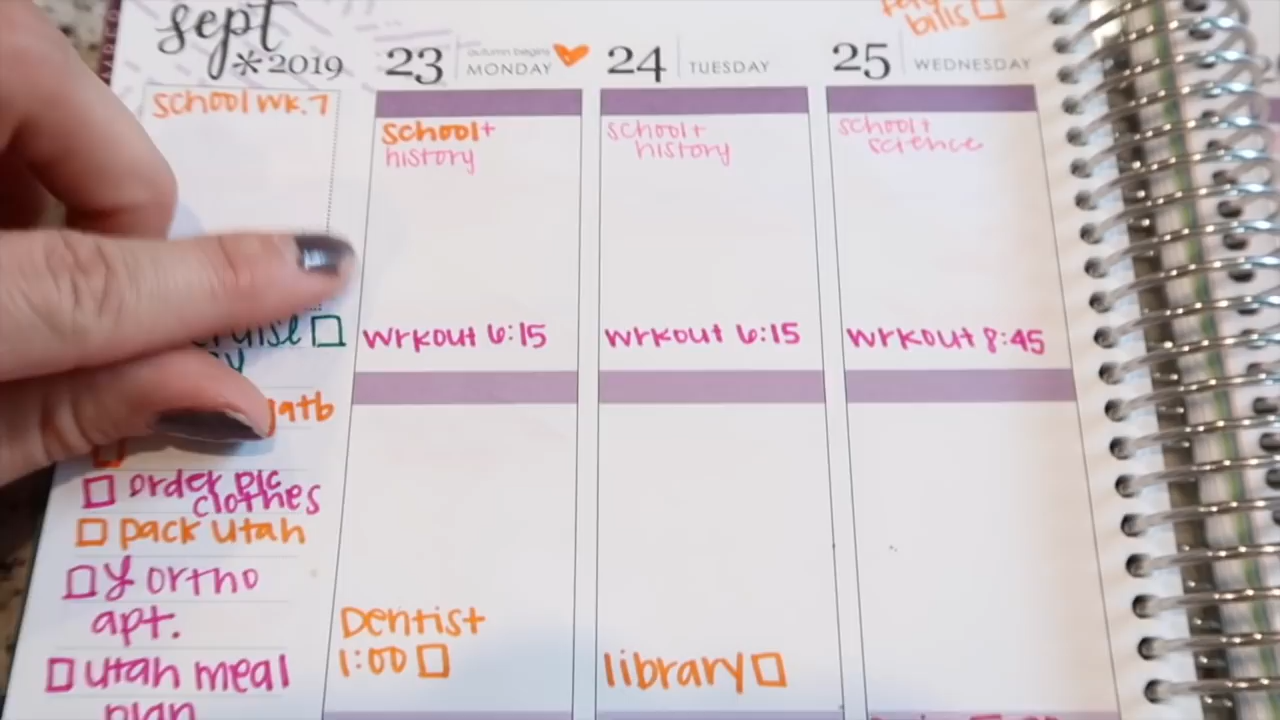 sept
*2019
school wk.7
order pic
clothes
pack utah
y ortho
apt.
utah meal
plan
23
autumn begins
MONDAY
school+
history
wrkout 6:15
Dentist
1:00
24
TUESDAY
school+
history
wrkout 6:15
library
bills
25
WEDNESDAY
school+
science
wrkout 8:45